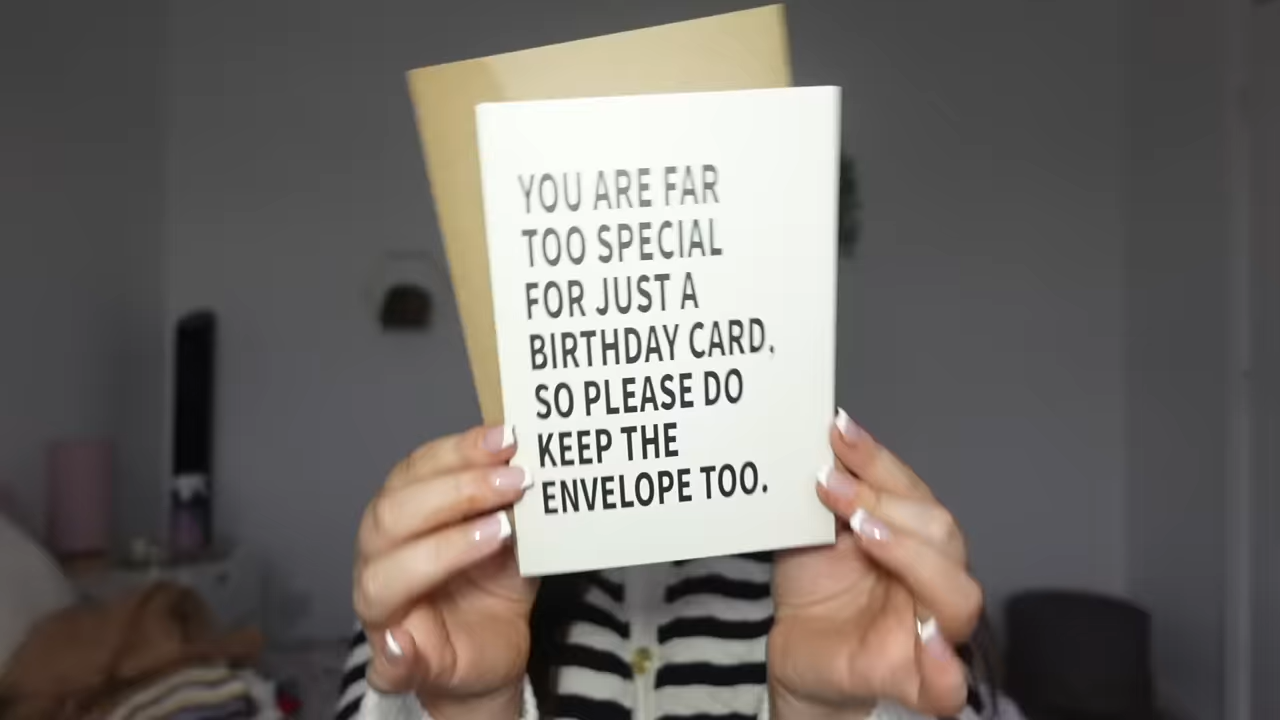 YOU ARE FAR
TOO SPECIAL
FOR JUST A
BIRTHDAY CARD,
SO PLEASE DO
KEEP THE
ENVELOPE TOO.